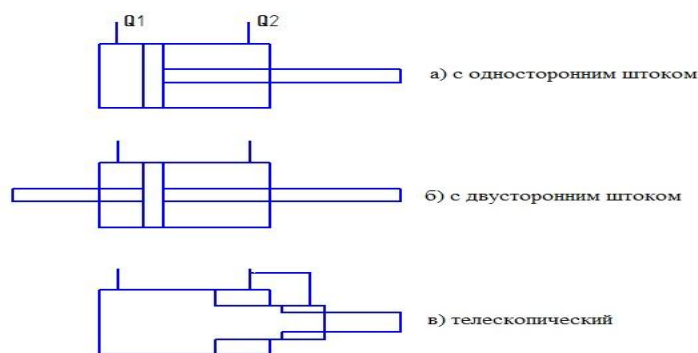 Q1 Q2
а) с односторонним штоком
б) с двусторонним штоком
в) телескопический